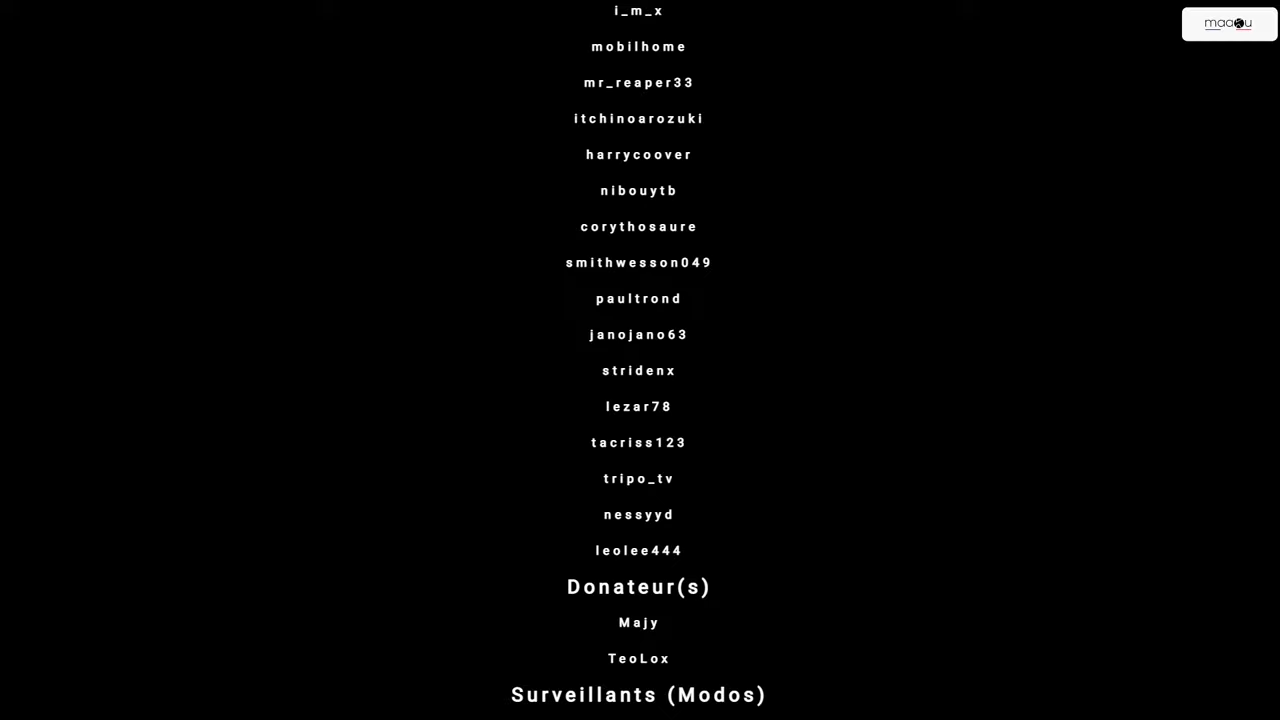 i_m_x
mobilhome
mr_reaper33
itchinoarozuki
harrycoover
nibouytb
corythosaure
smithwesson049
paultrond
janojano63
stridenx
lezar78
tacriss123
tripo_tv
nessyyd
leolee444
Donateur(s)
Majy
TeoLox
Surveillants (Modos)